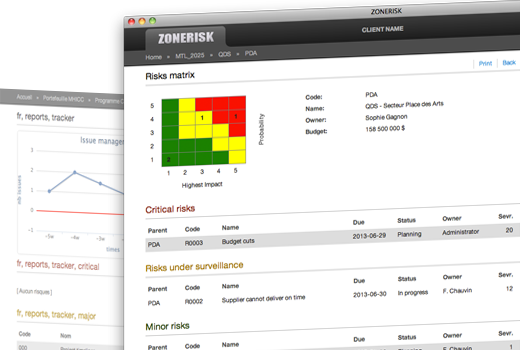 ZONERISK
ZONERISK
CLIENT NAME
Home » MTL_2025 » QDS » PDA
Risks matrix
Print Back
5
4
3
2
1
1
1
2
1 2 3 4 5
Highest Impact
Probability
Code: PDA
Name: QDS - Secteur Place des Arts
Owner: Sophie Gagnon
Budget: 158 500 000 $
Critical risks
Parent Code Name Due Status Owner Sevr.
PDA R0003 Budget cuts 2013-06-29 Planning Administrator 20
Risks under surveillance
Parent Code Name Due Status Owner Sevr.
PDA R0002 Supplier cannot deliver on time 2013-06-30 In progress F. Chauvin 12
Minor risks
Parent Code Name Due Status Owner Sevr.
F. Chauvin 1
Accueil » Portefeuille MHCC » Programme
fr, reports, tracker
Issue manage
3
2
1
0
-1
-5w -4w -3w
nb issues
times
fr, reports, tracker, critical
[ Aucun risques ]
fr, reports, tracker, major
Code Nom
000